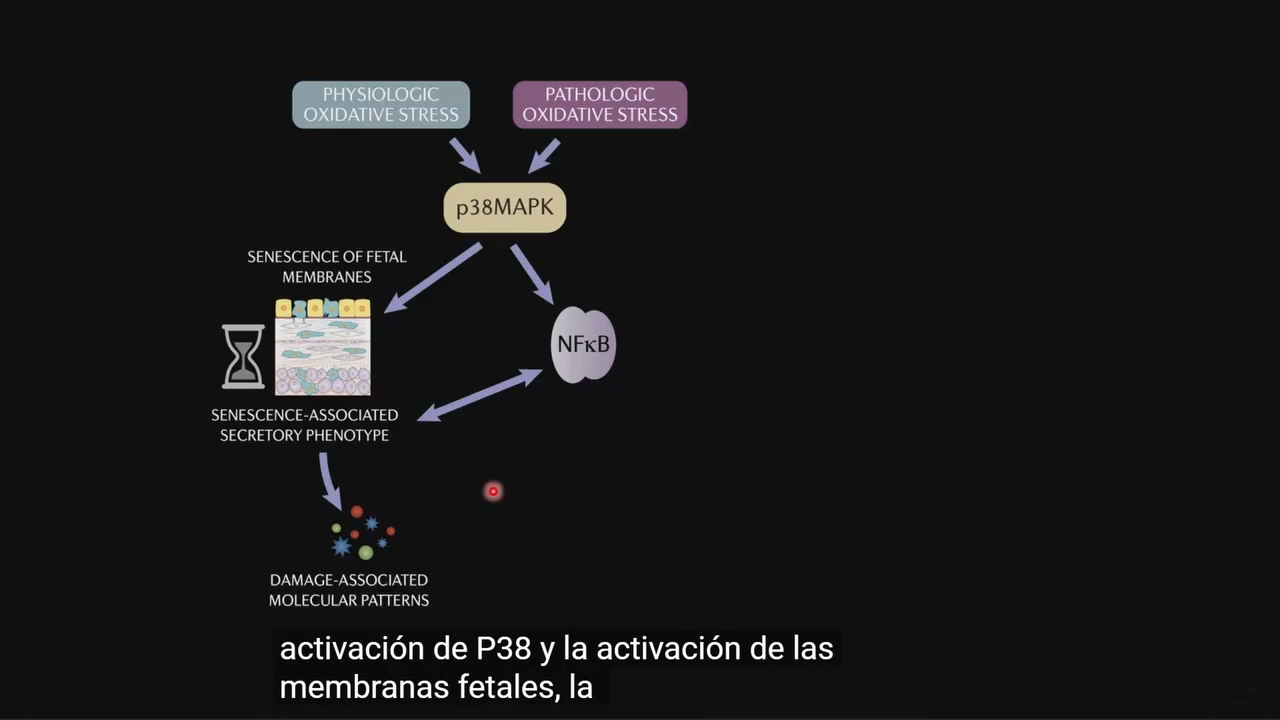 PHYSIOLOGIC
OXIDATIVE STRESS
PATHOLOGIC
OXIDATIVE STRESS
p38MAPK
SENESCENCE OF FETAL
MEMBRANES
NFκB
SENESCENCE-ASSOCIATED
SECRETORY PHENOTYPE
DAMAGE-ASSOCIATED
MOLECULAR PATTERNS
activación de P38 y la activación de las
membranas fetales, la